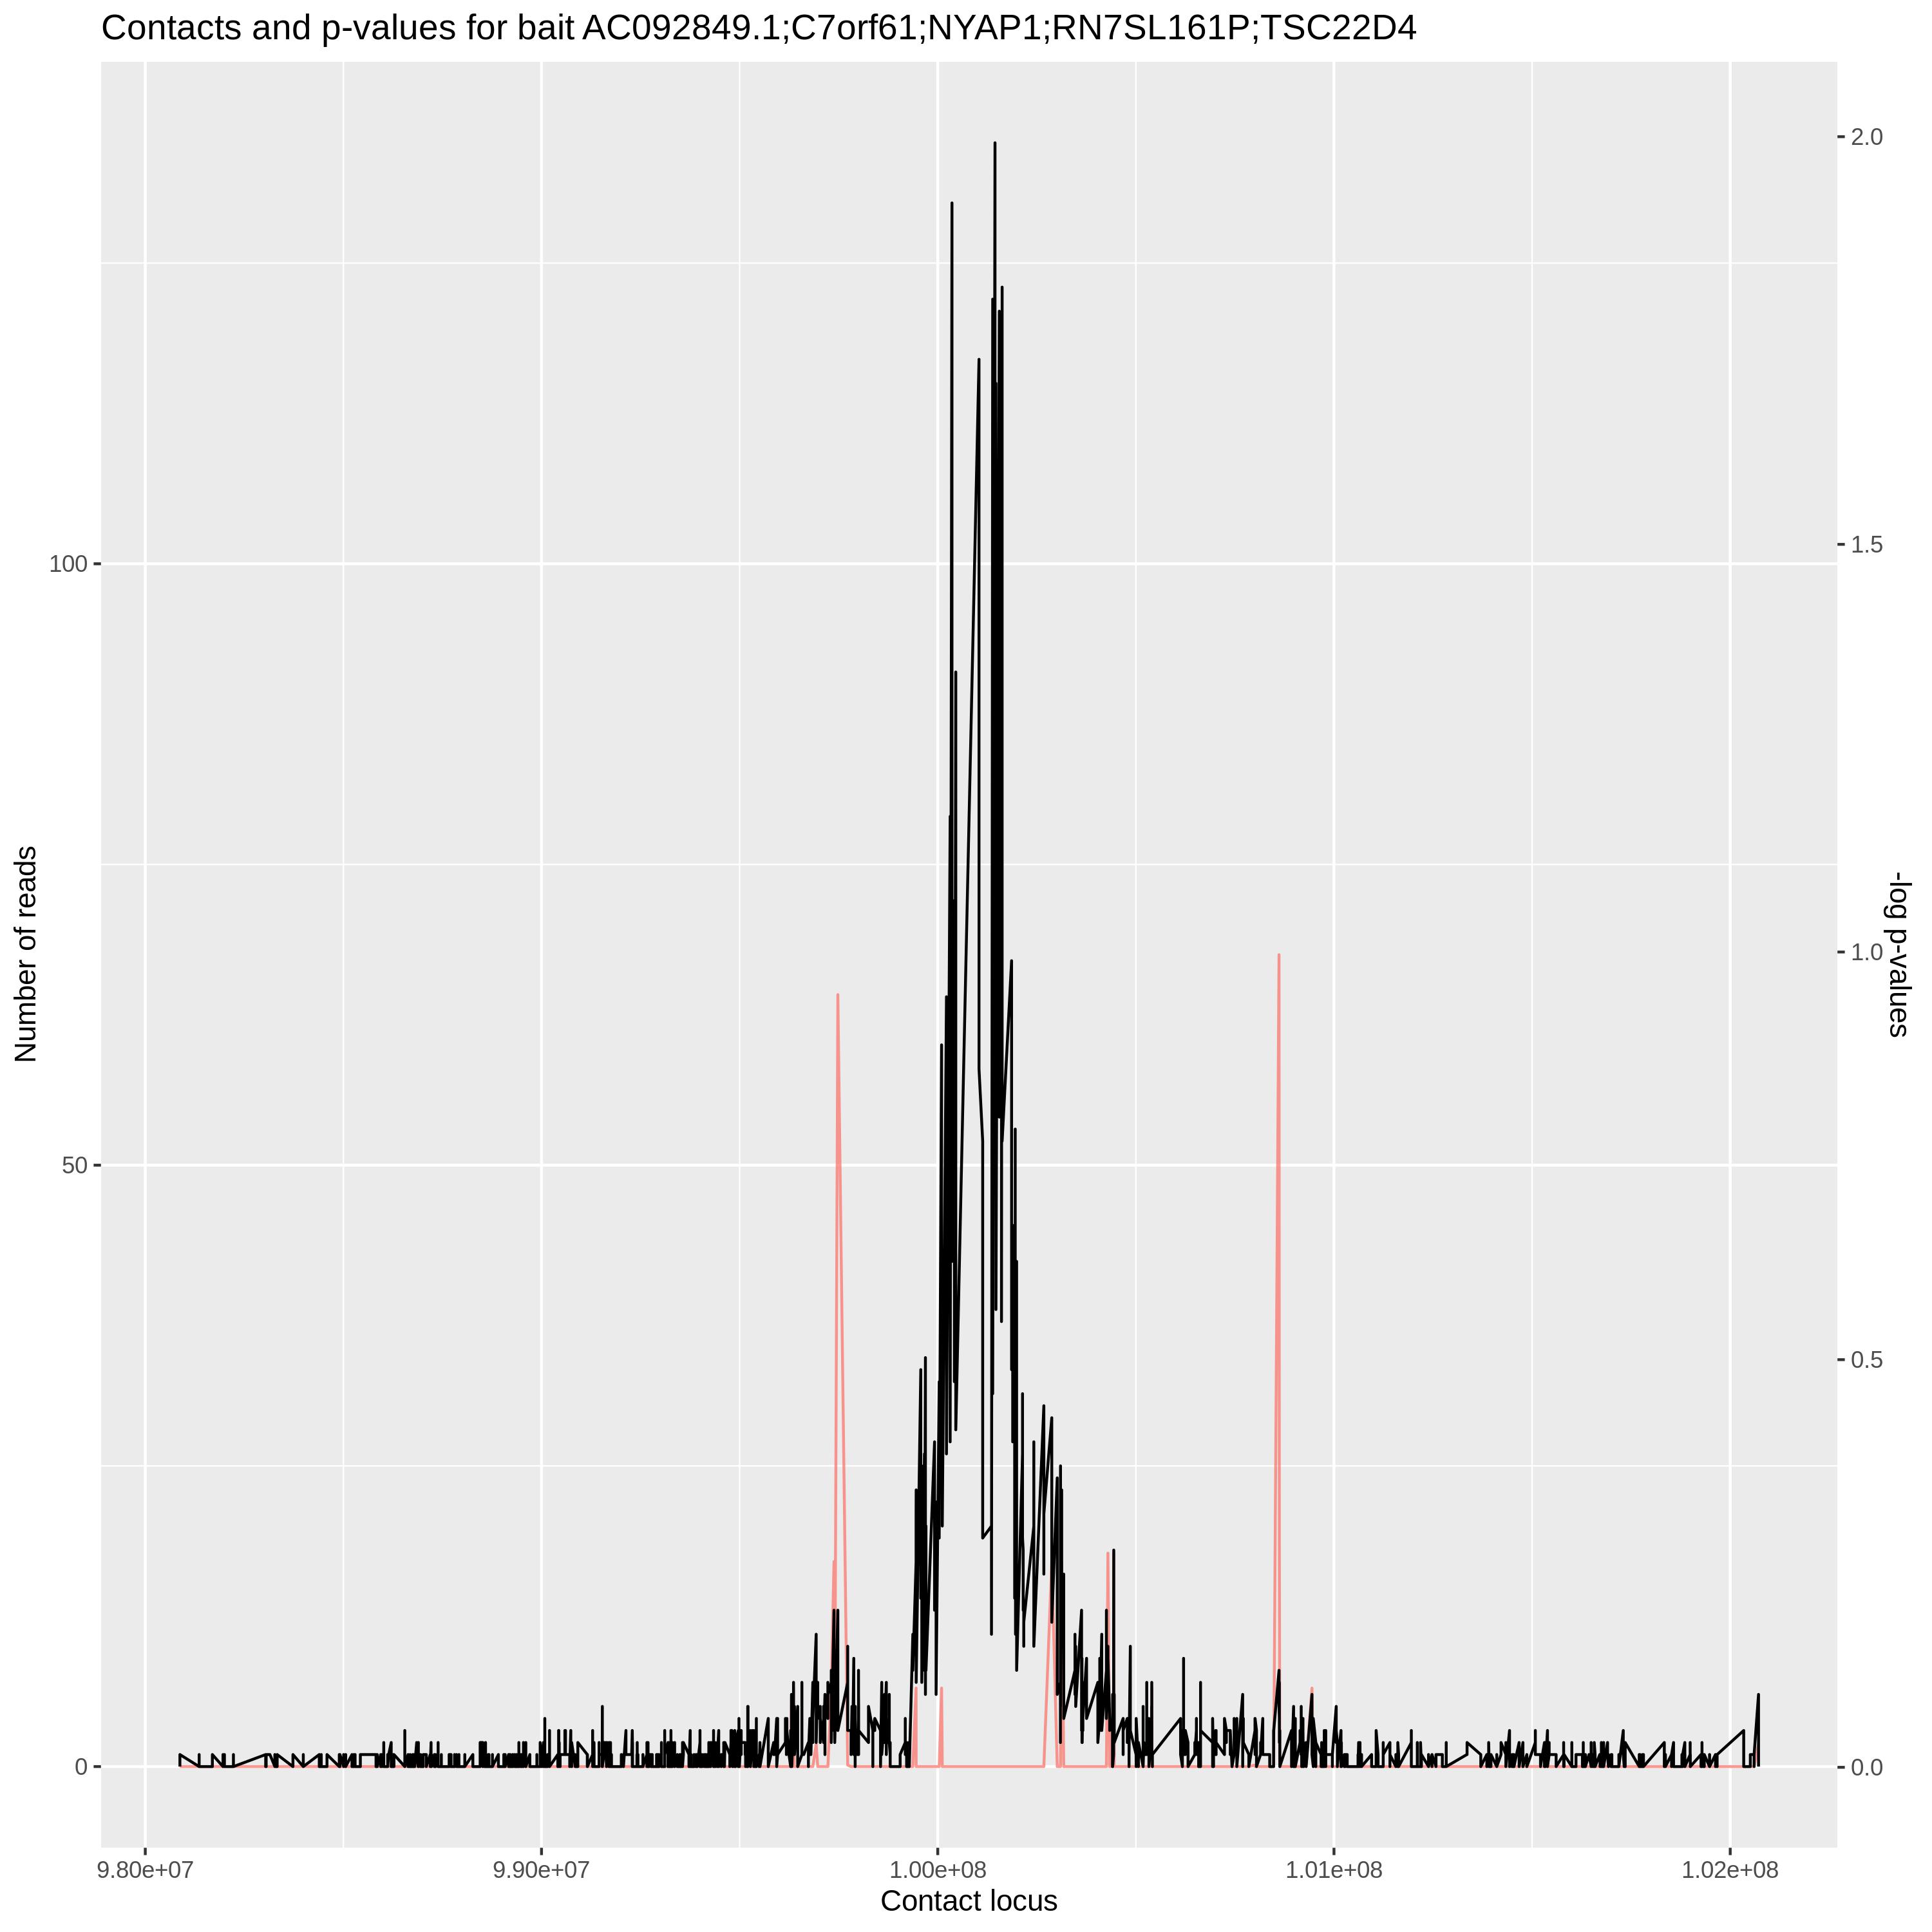 Contacts and p-values for bait AC092849.1;C7orf61;NYAP1;RN7SL161P;TSC22D4
2.0
1.5
100
1.0
Number of reads
-log p-values
0.5
50
0
0.0
9.80e+07 9.90e+07 1.00e+08 1.01e+08 1.02e+08
Contact locus